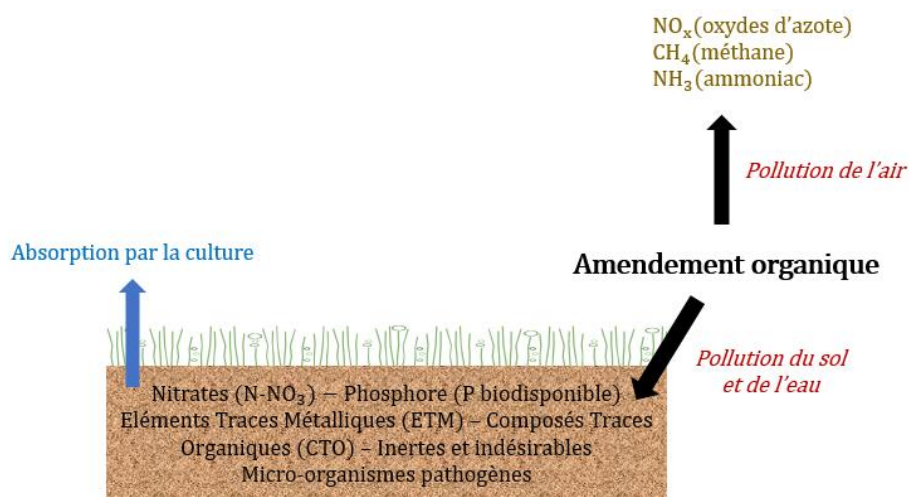 NOₓ(oxydes d’azote)
CH₄(méthane)
NH₃(ammoniac)
Pollution de l’air
Absorption par la culture
Amendement organique
Pollution du sol
et de l’eau
Nitrates (N-NO₃) – Phosphore (P biodisponible)
Eléments Traces Métalliques (ETM) – Composés Traces
Organiques (CTO) – Inertes et indésirables
Micro-organismes pathogènes